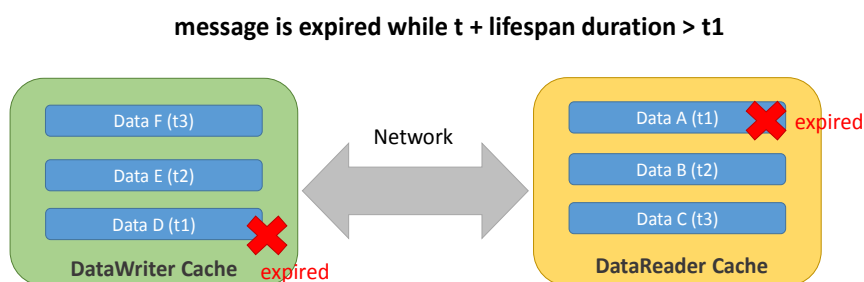 message is expired while t + lifespan duration > t1
Data F (t3)
Data E (t2)
Data D (t1)
expired
DataWriter Cache
Network
Data A (t1)
expired
Data B (t2)
Data C (t3)
DataReader Cache